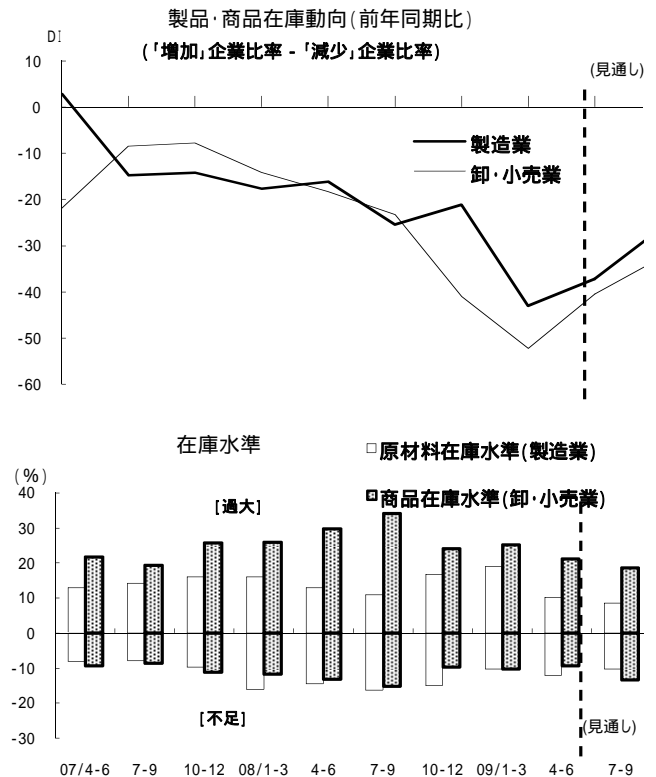 製品・商品在庫動向(前年同期比)
(「増加」企業比率 - 「減少」企業比率)
DI
(見通し)
10
0
-10
-20
-30
-40
-50
-60
製造業
卸・小売業
在庫水準
□原材料在庫水準(製造業)
商品在庫水準(卸・小売業)
(%)
[過大]
40
30
20
10
0
-10
-20
-30
[不足]
(見通し)
07/4-6 7-9 10-12 08/1-3 4-6 7-9 10-12 09/1-3 4-6 7-9